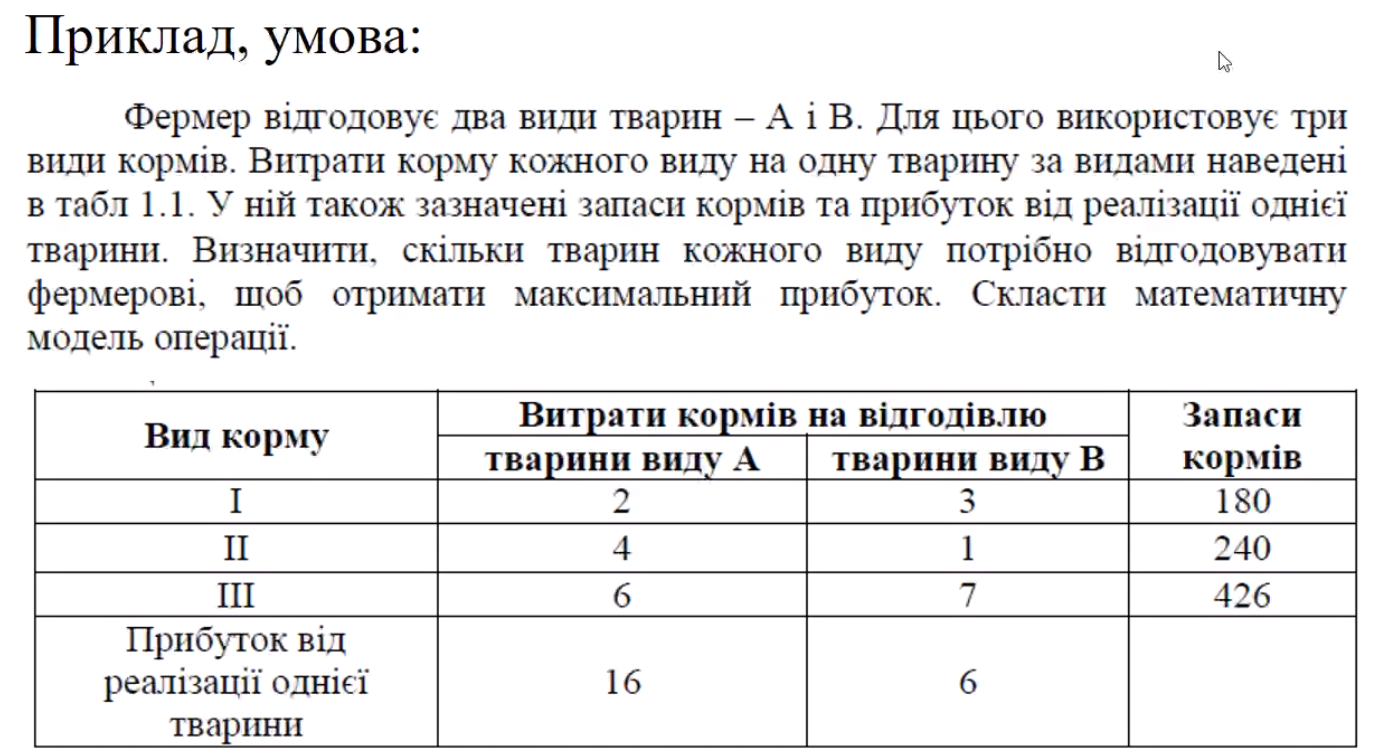 Приклад, умова:
Фермер відгодовує два види тварин – А і В. Для цього використовує три
види кормів. Витрати корму кожного виду на одну тварину за видами наведені
в табл 1.1. У ній також зазначені запаси кормів та прибуток від реалізації однієї
тварини. Визначити, скільки тварин кожного виду потрібно відгодовувати
фермерові, щоб отримати максимальний прибуток. Скласти математичну
модель операції.
Вид корму
Витрати кормів на відгодівлю
Запаси
кормів
тварини виду А
тварини виду В
I
2
3
180
II
4
1
240
III
6
7
426
Прибуток від
реалізації однієї
тварини
16
6